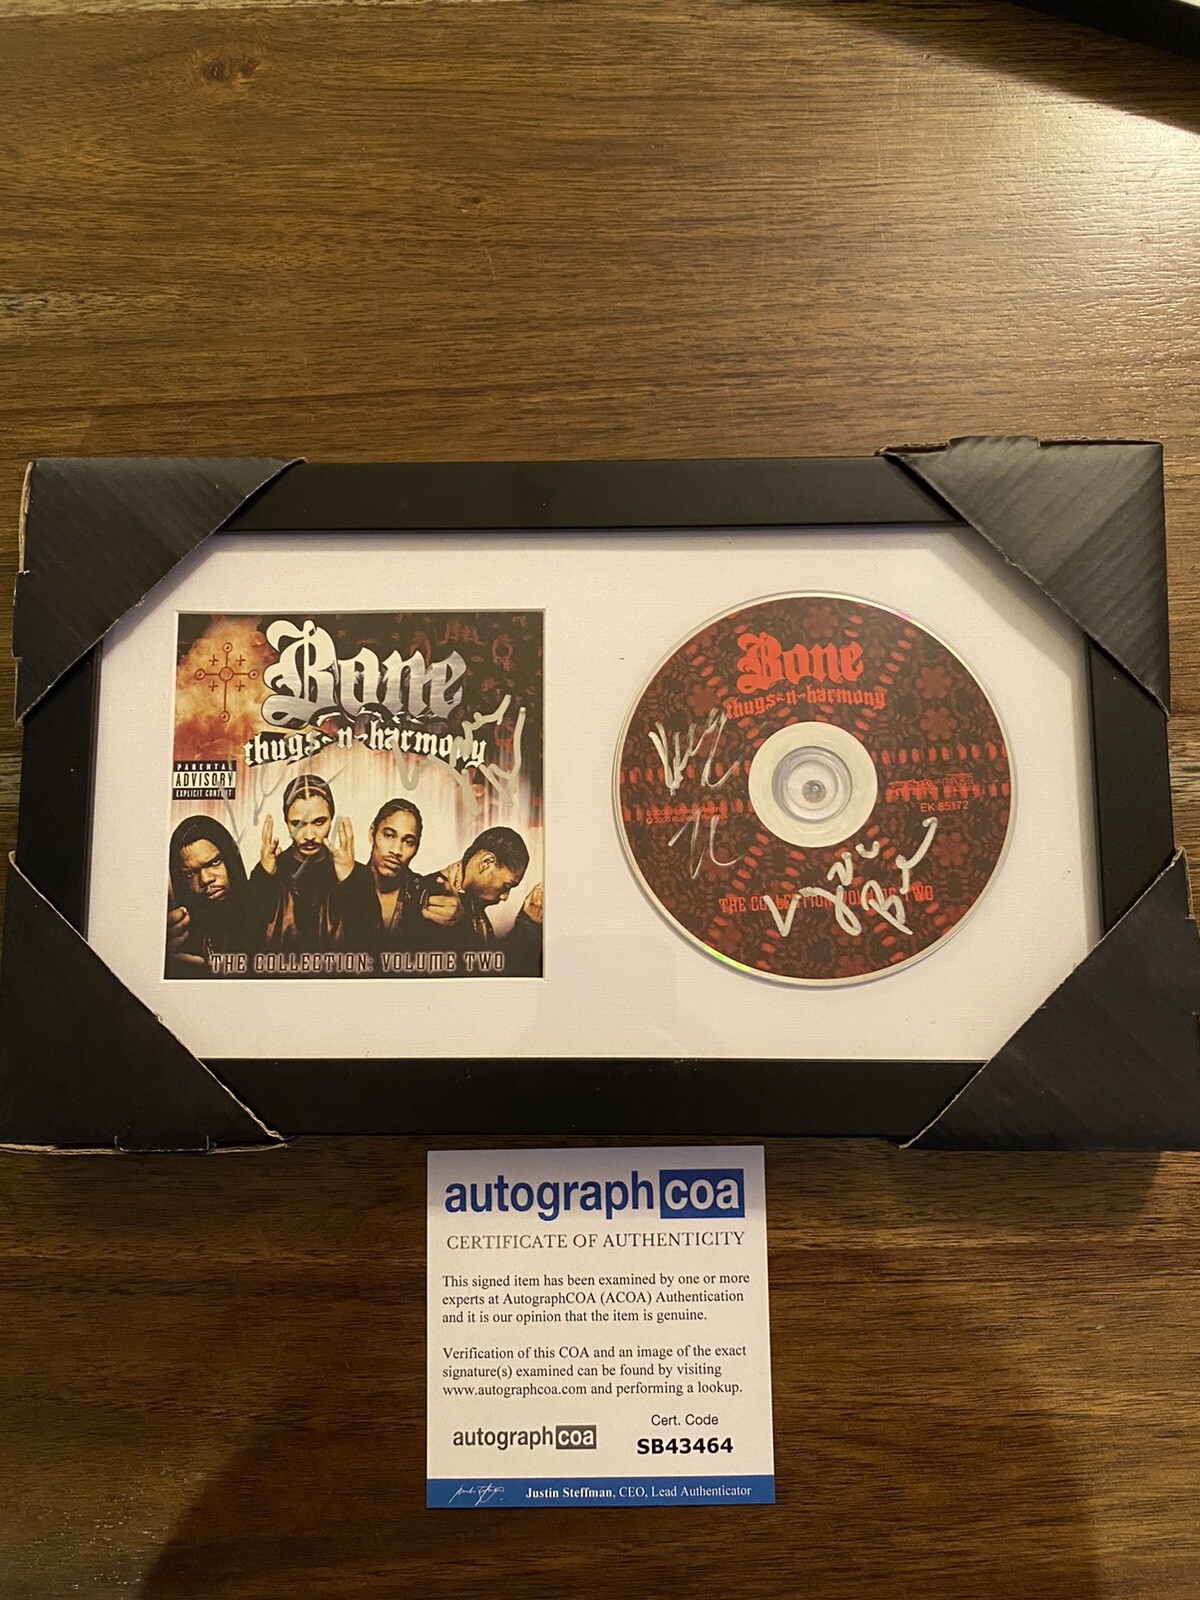 Bone
thugs-n-harmony
PARENTAL
ADVISORY
EXPLICIT CONTENT
THE COLLECTION: VOLUME TWO
Bone
thugs-n-harmony
EK 85172
THE COLLECTION: VOLUME TWO
autograph coa
CERTIFICATE OF AUTHENTICITY
This signed item has been examined by one or more
experts at AutographCOA (ACOA) Authentication
and it is our opinion that the item is genuine.
Verification of this COA and an image of the exact
signature(s) examined can be found by visiting
www.autographcoa.com and performing a lookup.
autograph coa
Cert. Code
SB43464
Justin Steffman, CEO, Lead Authenticator